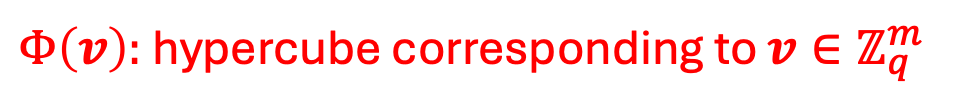 Φ(𝒗): hypercube corresponding to 𝒗 ∈ ℤ_q^m